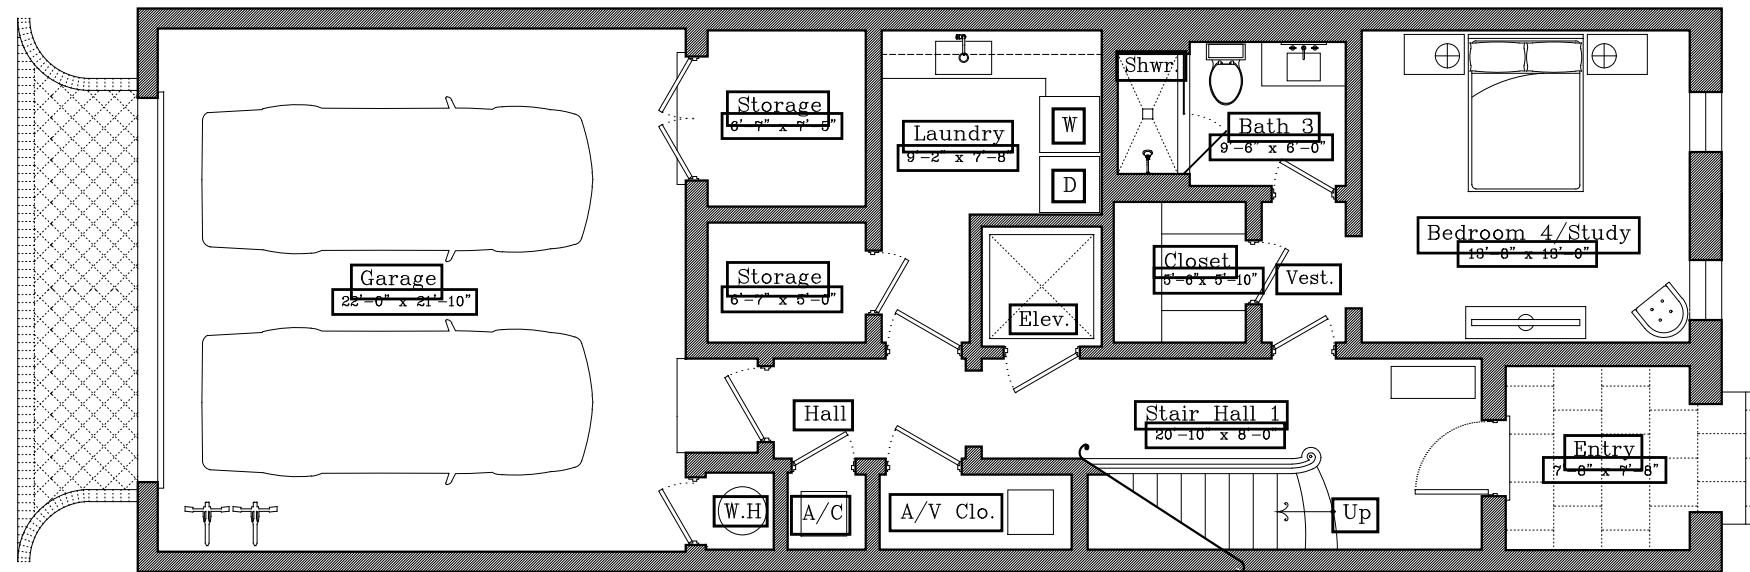 Storage
6'-7" x 7'-5"
Laundry
9'-2" x 7'-8"
W
D
Shwr.
Bath 3
9'-6" x 6'-0"
Bedroom 4/Study
13'-8" x 13'-0"
Garage
22'-0" x 21'-10"
Storage
6'-7" x 5'-0"
Elev.
Closet
5'-6"x 5'-10"
Vest.
Hall
Stair Hall 1
20'-10" x 8'-0"
Entry
7'-8" x 7'-8"
W.H
A/C
A/V Clo.
Up